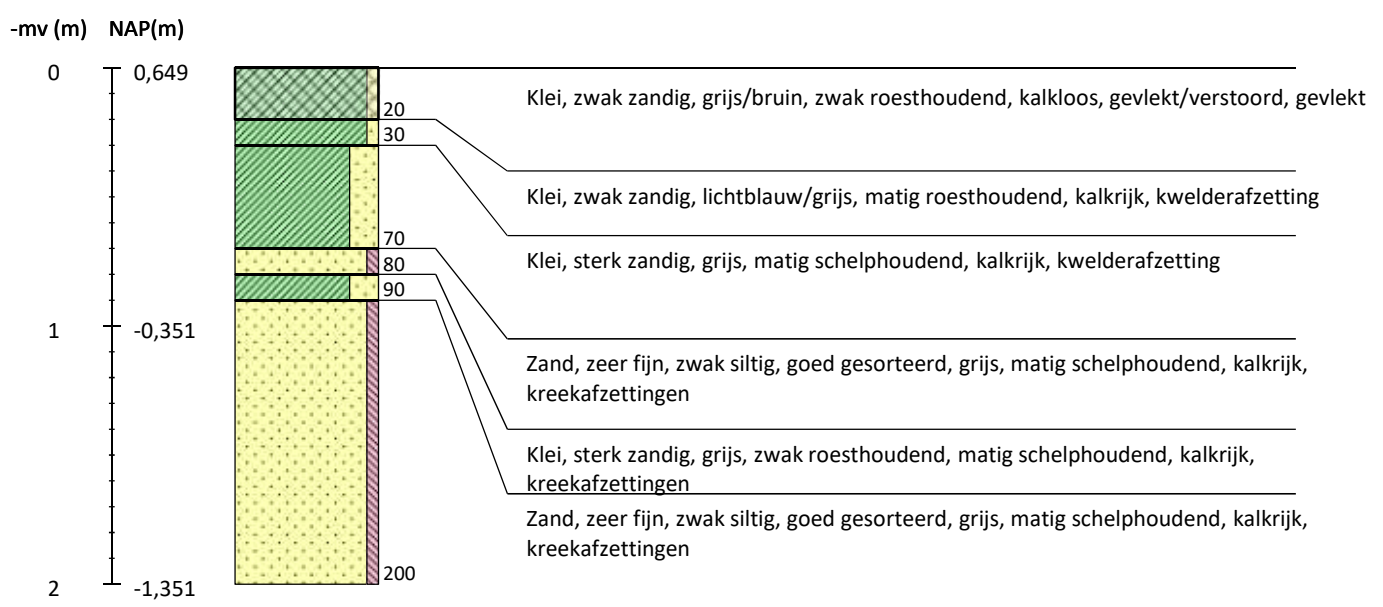 -mv (m) NAP(m)
0 0,649
Klei, zwak zandig, grijs/bruin, zwak roesthoudend, kalkloos, gevlekt/verstoord, gevlekt
20
30
Klei, zwak zandig, lichtblauw/grijs, matig roesthoudend, kalkrijk, kwelderafzetting
70
Klei, sterk zandig, grijs, matig schelphoudend, kalkrijk, kwelderafzetting
80
90
1 -0,351
Zand, zeer fijn, zwak siltig, goed gesorteerd, grijs, matig schelphoudend, kalkrijk,
kreekafzettingen
Klei, sterk zandig, grijs, zwak roesthoudend, matig schelphoudend, kalkrijk,
kreekafzettingen
Zand, zeer fijn, zwak siltig, goed gesorteerd, grijs, matig schelphoudend, kalkrijk,
kreekafzettingen
200
2 -1,351